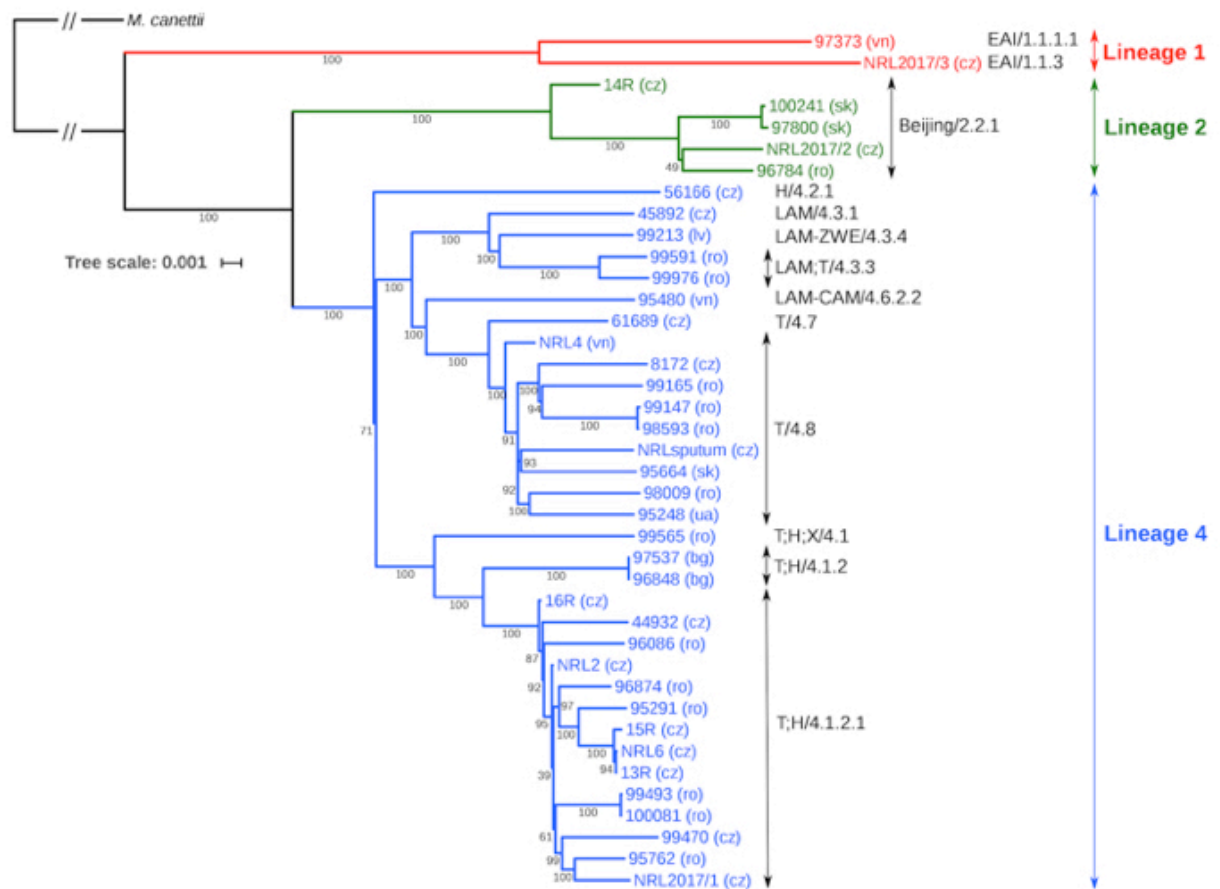 M. canettii
97373 (vn) EAI/1.1.1.1
Lineage 1
100
NRL2017/3 (cz) EAI/1.1.3
14R (cz)
100241 (sk)
100
100
Beijing/2.2.1
Lineage 2
97800 (sk)
100
NRL2017/2 (cz)
49
96784 (ro)
56166 (cz) H/4.2.1
100
45892 (cz) LAM/4.3.1
100
99213 (lv) LAM-ZWE/4.3.4
Tree scale: 0.001
100
99591 (ro)
LAM;T/4.3.3
100
100
99976 (ro)
95480 (vn) LAM-CAM/4.6.2.2
100
61689 (cz) T/4.7
NRL4 (vn)
100
8172 (cz)
100
100
99165 (ro)
94
99147 (ro)
71
98593 (ro)
T/4.8
100
91
NRLsputum (cz)
93
95664 (sk)
92
98009 (ro)
100
95248 (ua)
99565 (ro) T;H;X/4.1
Lineage 4
97537 (bg)
T;H/4.1.2
100
100
96848 (bg)
100
16R (cz)
44932 (cz)
100
96086 (ro)
87
NRL2 (cz)
92
96874 (ro)
97
95291 (ro)
95
15R (cz)
T;H/4.1.2.1
100
100
NRL6 (cz)
94
13R (cz)
39
99493 (ro)
100
100081 (ro)
61
99470 (cz)
99
95762 (ro)
100
NRL2017/1 (cz)